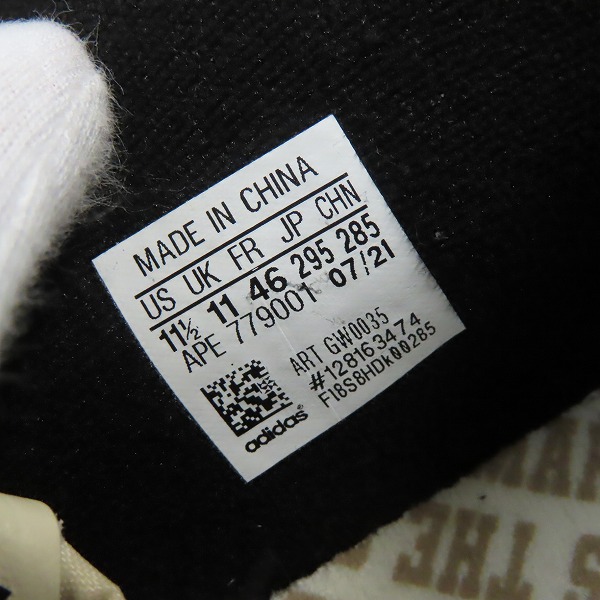 MADE IN CHINA
US UK FR JP CHN
11½ 11 46 295 285
APE 779001 07/21
ART GW0035
#128163474
F18S8HDk00285
adidas
S THE